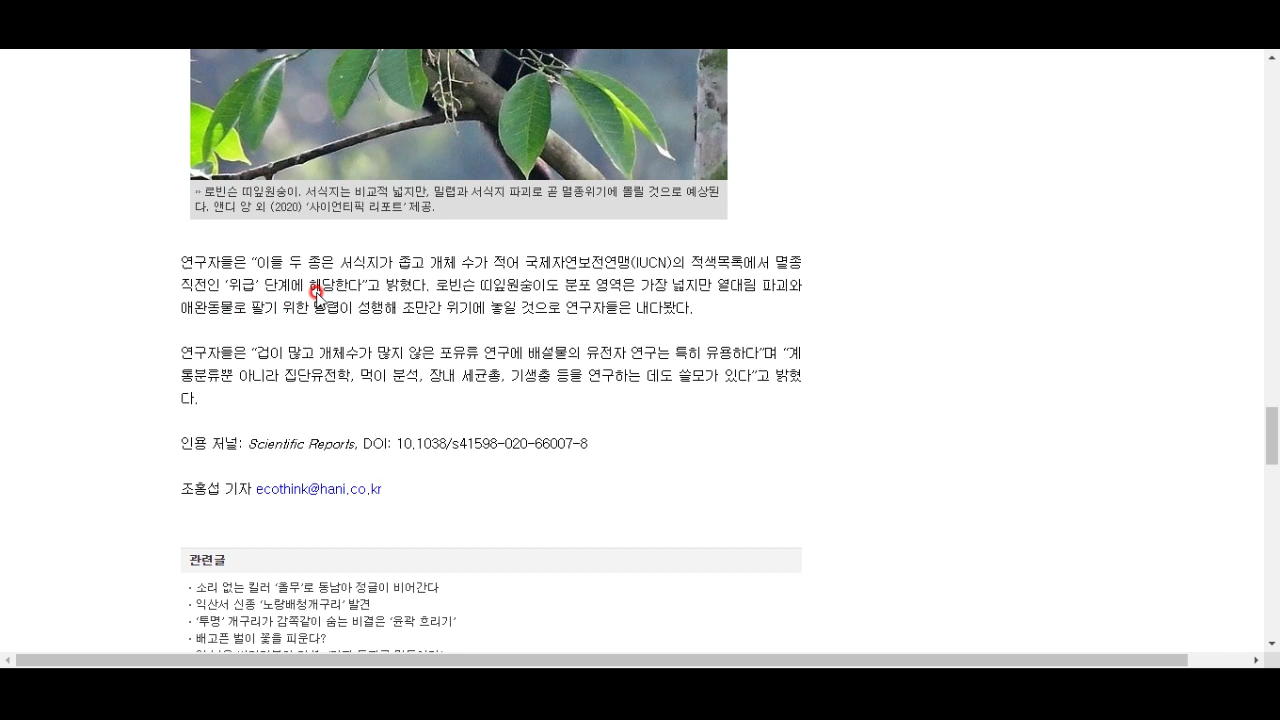 로빈슨 띠잎원숭이. 서식지는 비교적 넓지만, 밀렵과 서식지 파괴로 곧 멸종위기에 몰릴 것으로 예상된
다. 앤디 앙 외 (2020) ‘사이언티픽 리포트’ 제공.
연구자들은 “이들 두 종은 서식지가 좁고 개체 수가 적어 국제자연보전연맹(IUCN)의 적색목록에서 멸종
직전인 ‘위급’ 단계에 해당한다”고 밝혔다. 로빈슨 띠잎원숭이도 분포 영역은 가장 넓지만 열대림 파괴와
애완동물로 팔기 위한 밀렵이 성행해 조만간 위기에 놓일 것으로 연구자들은 내다봤다.
연구자들은 “겁이 많고 개체수가 많지 않은 포유류 연구에 배설물의 유전자 연구는 특히 유용하다”며 “계
통분류뿐 아니라 집단유전학, 먹이 분석, 장내 세균총, 기생충 등을 연구하는 데도 쓸모가 있다”고 밝혔
다.
인용 저널: Scientific Reports, DOI: 10.1038/s41598-020-66007-8
조홍섭 기자 ecothink@hani.co.kr
관련글
· 소리 없는 킬러 ‘올무’로 동남아 정글이 비어간다
· 익산서 신종 ‘노랑배청개구리’ 발견
· ‘투명’ 개구리가 감쪽같이 숨는 비결은 ‘윤곽 흐리기’
· 배고픈 벌이 꽃을 피운다?